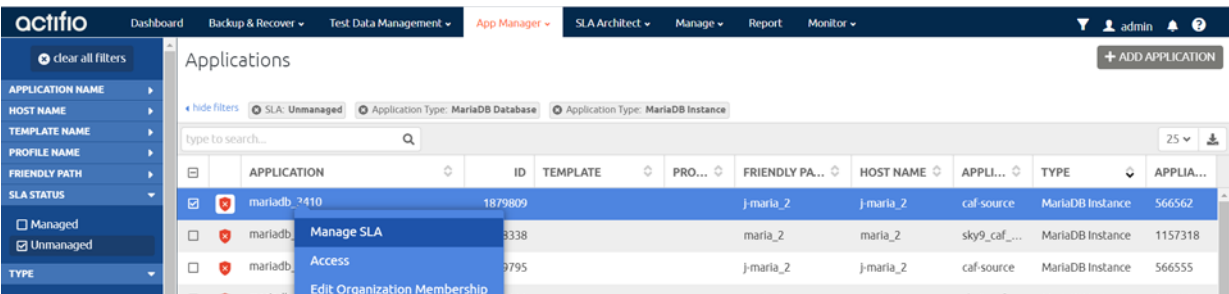 actifio Dashboard Backup & Recover Test Data Management App Manager SLA Architect Manage Report Monitor admin ?
clear all filters
Applications
+ ADD APPLICATION
APPLICATION NAME
HOST NAME
TEMPLATE NAME
PROFILE NAME
FRIENDLY PATH
SLA STATUS
Managed
Unmanaged
TYPE
hide filters SLA: Unmanaged Application Type: MariaDB Database Application Type: MariaDB Instance
type to search... 25
APPLICATION ID TEMPLATE PRO... FRIENDLY PA... HOST NAME APPLI... TYPE APPLIA...
mariadb_3410 1879809 j-maria_2 j-maria_2 caf-source MariaDB Instance 566562
mariadb_ 8338 maria_2 maria_2 sky9_caf_... MariaDB Instance 1157318
mariadb_ 9795 j-maria_2 j-maria_2 caf-source MariaDB Instance 566555
Manage SLA
Access
Edit Organization Membership